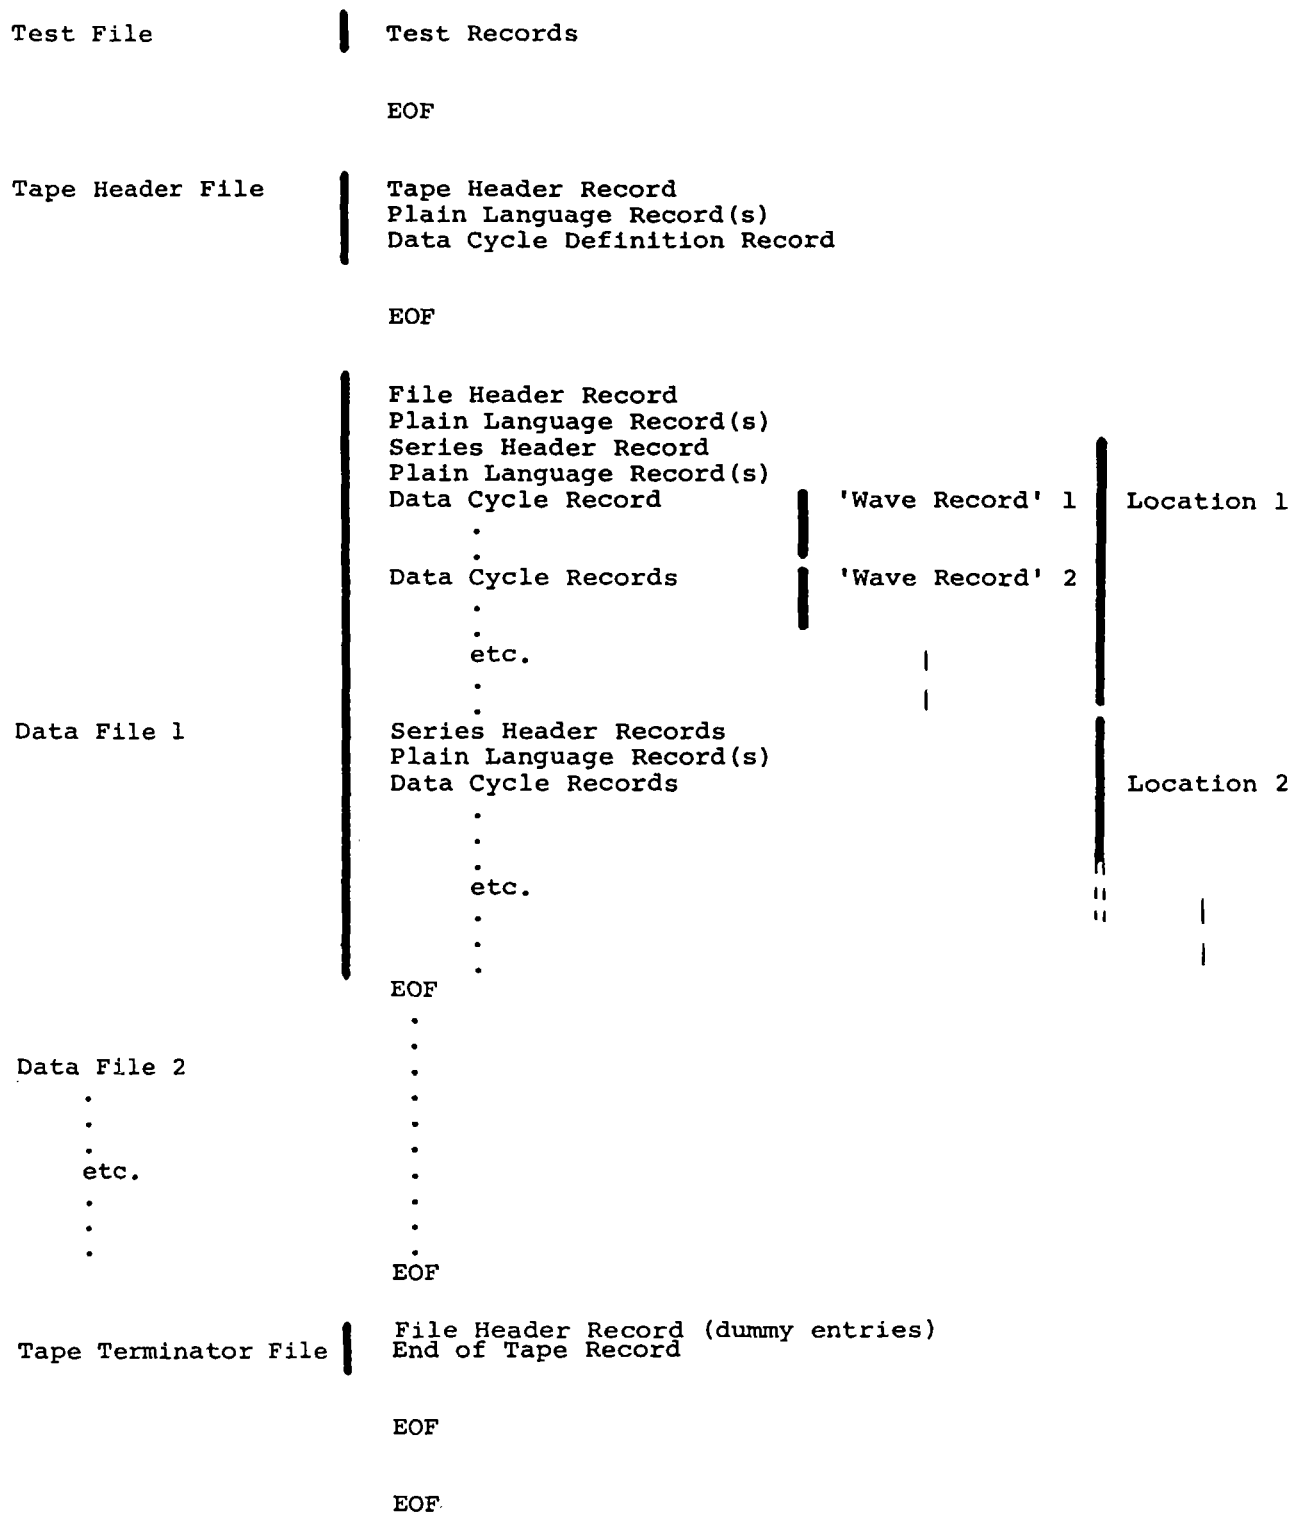 Test File Test Records
EOF
Tape Header File Tape Header Record
Plain Language Record(s)
Data Cycle Definition Record
EOF
File Header Record
Plain Language Record(s)
Series Header Record
Plain Language Record(s)
Data Cycle Record 'Wave Record' 1 Location 1
.
.
Data Cycle Records 'Wave Record' 2
.
.
etc.
.
.
Data File 1 Series Header Records
Plain Language Record(s)
Data Cycle Records Location 2
.
.
.
etc.
.
.
.
EOF
.
.
Data File 2 .
. .
. .
. .
etc. .
. .
. .
. .
EOF
File Header Record (dummy entries)
Tape Terminator File End of Tape Record
EOF
EOF